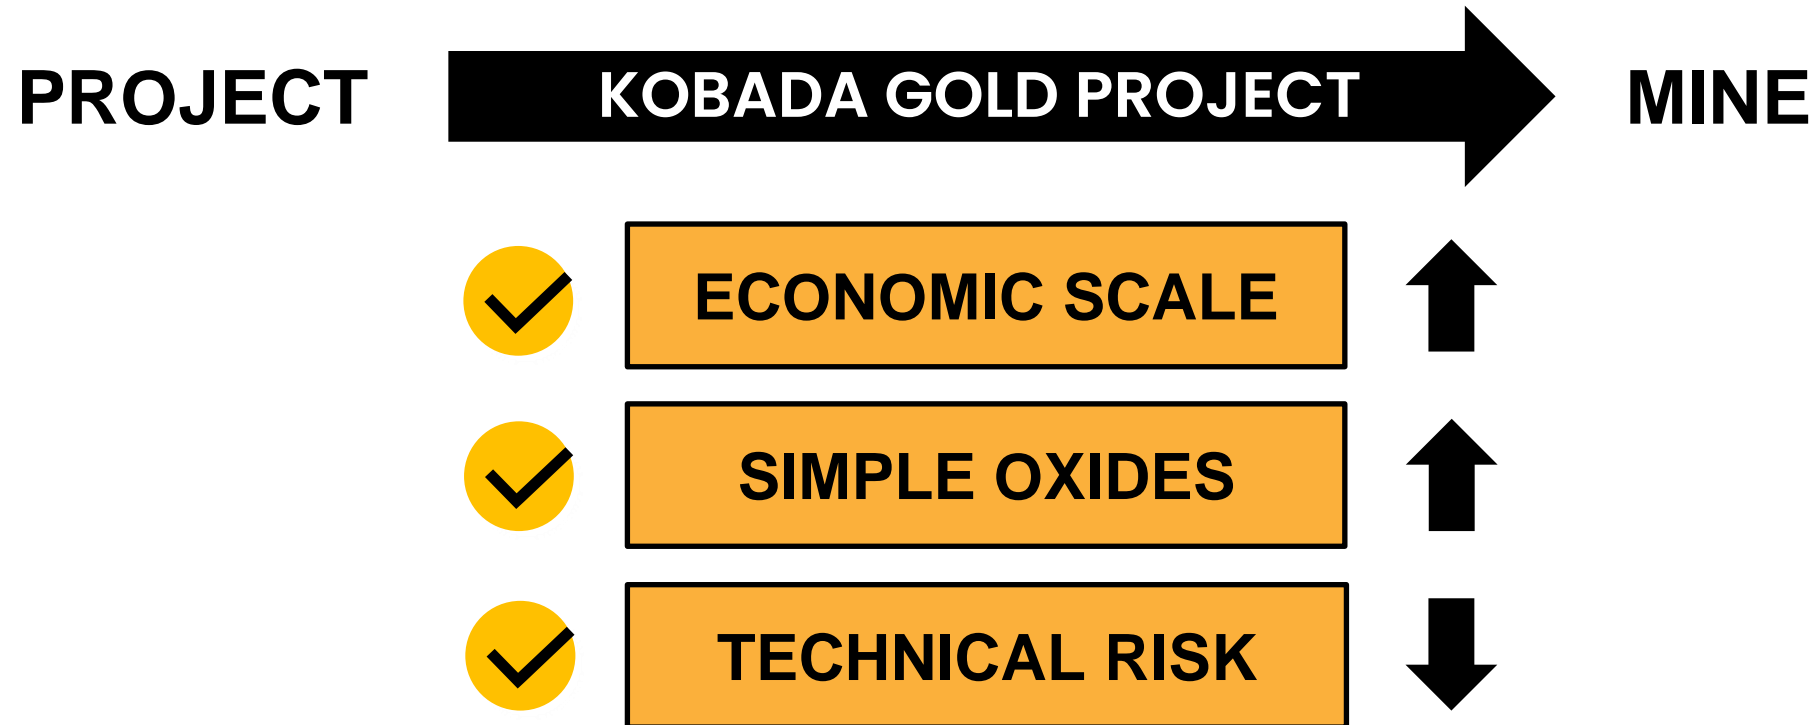 PROJECT
KOBADA GOLD PROJECT
MINE
ECONOMIC SCALE
SIMPLE OXIDES
TECHNICAL RISK